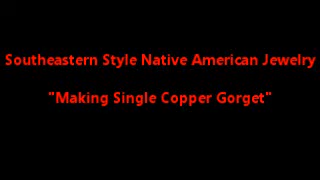 Southeastern Style Native American Jewelry
"Making Single Copper Gorget"